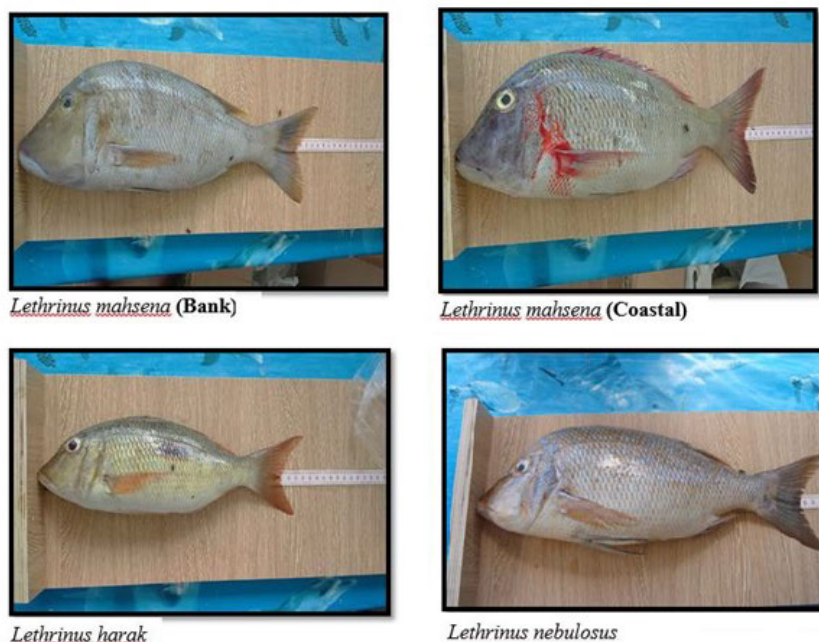 Lethrinus mahsena (Bank)
Lethrinus mahsena (Coastal)
Lethrinus harak
Lethrinus nebulosus